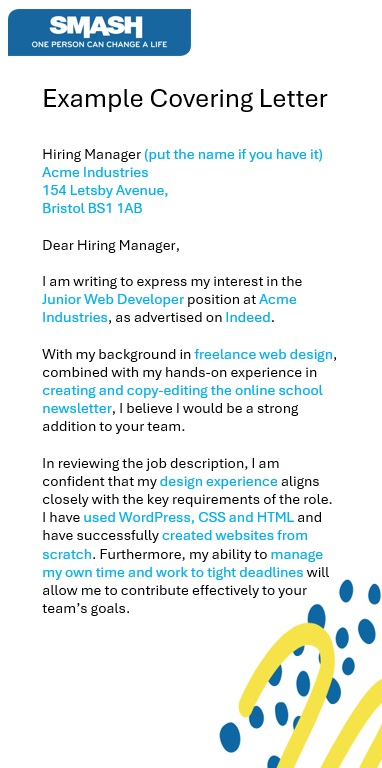 SMASH
ONE PERSON CAN CHANGE A LIFE
Example Covering Letter
Hiring Manager (put the name if you have it)
Acme Industries
154 Letsby Avenue,
Bristol BS1 1AB
Dear Hiring Manager,
I am writing to express my interest in the
Junior Web Developer position at Acme
Industries, as advertised on Indeed.
With my background in freelance web design,
combined with my hands-on experience in
creating and copy-editing the online school
newsletter, I believe I would be a strong
addition to your team.
In reviewing the job description, I am
confident that my design experience aligns
closely with the key requirements of the role.
I have used WordPress, CSS and HTML and
have successfully created websites from
scratch. Furthermore, my ability to manage
my own time and work to tight deadlines will
allow me to contribute effectively to your
team’s goals.